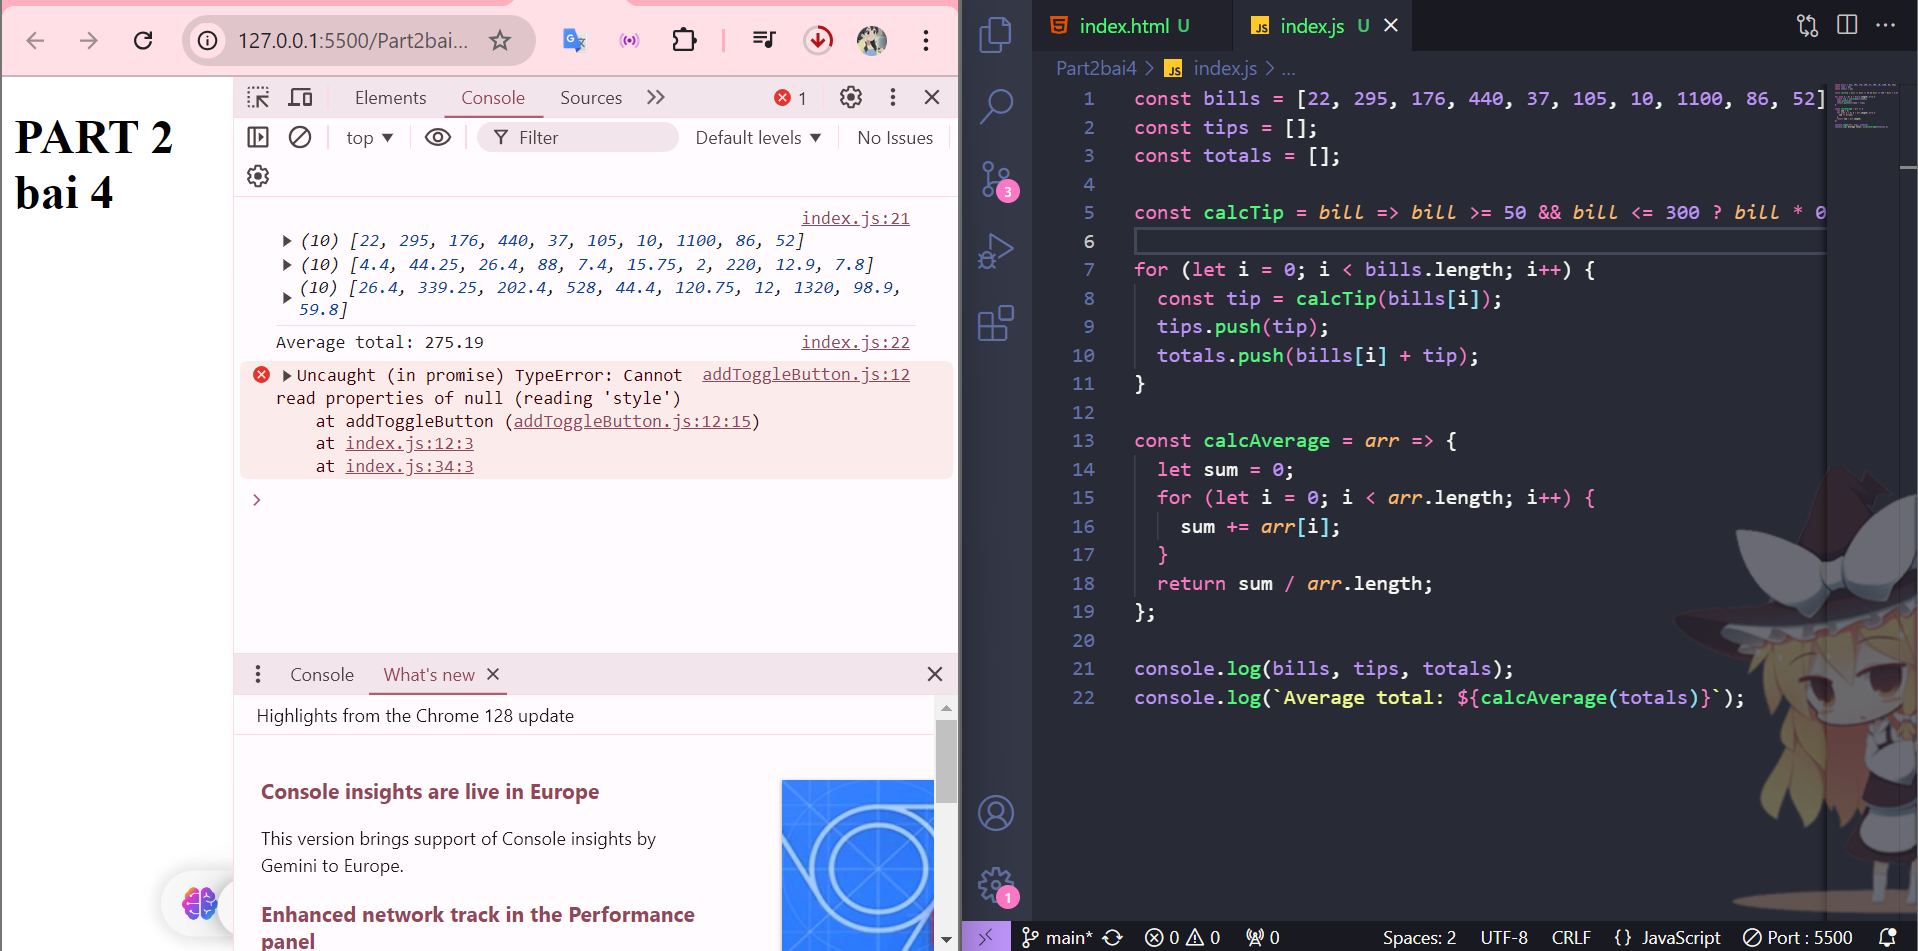 127.0.0.1:5500/Part2bai...
PART 2
bai 4
Elements
Console
Sources
1
top
Filter
Default levels
No Issues
index.js:21
(10) [22, 295, 176, 440, 37, 105, 10, 1100, 86, 52]
(10) [4.4, 44.25, 26.4, 88, 7.4, 15.75, 2, 220, 12.9, 7.8]
(10) [26.4, 339.25, 202.4, 528, 44.4, 120.75, 12, 1320, 98.9,
59.8]
Average total: 275.19 index.js:22
Uncaught (in promise) TypeError: Cannot addToggleButton.js:12
read properties of null (reading 'style')
at addToggleButton (addToggleButton.js:12:15)
at index.js:12:3
at index.js:34:3
Console
What's new
Highlights from the Chrome 128 update
Console insights are live in Europe
This version brings support of Console insights by
Gemini to Europe.
Enhanced network track in the Performance
panel
index.html U
JS index.js U
Part2bai4 > JS index.js > ...
3
1
1 const bills = [22, 295, 176, 440, 37, 105, 10, 1100, 86, 52]
2 const tips = [];
3 const totals = [];
4
5 const calcTip = bill => bill >= 50 && bill <= 300 ? bill * 0
6
7 for (let i = 0; i < bills.length; i++) {
8 const tip = calcTip(bills[i]);
9 tips.push(tip);
10 totals.push(bills[i] + tip);
11 }
12
13 const calcAverage = arr => {
14 let sum = 0;
15 for (let i = 0; i < arr.length; i++) {
16 sum += arr[i];
17 }
18 return sum / arr.length;
19 };
20
21 console.log(bills, tips, totals);
22 console.log(`Average total: ${calcAverage(totals)}`);
main* 0 0 0 Spaces: 2 UTF-8 CRLF {} JavaScript Port : 5500